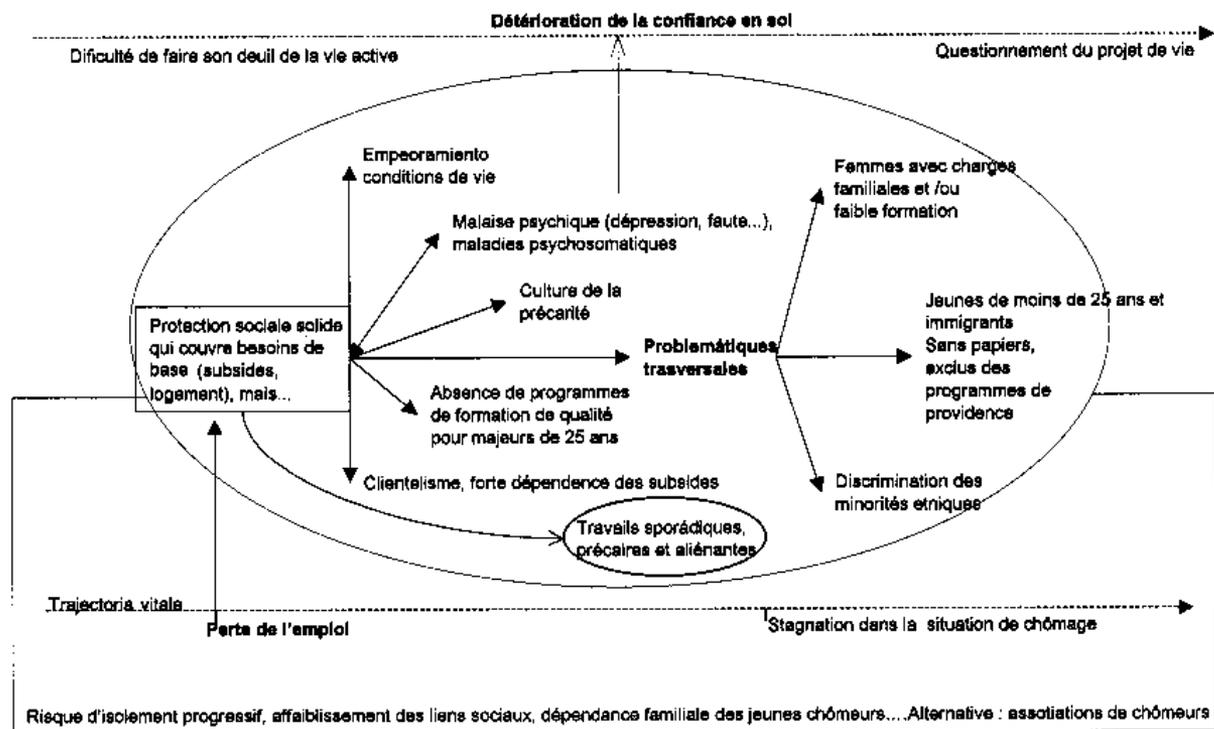 Détérioration de la confiance en soi
Dificulté de faire son deuil de la vie active
Questionnement du projet de vie
Empeoramiento
conditions de vie
Femmes avec charges
familiales et /ou
faible formation
Malaise psychique (dépression, faute...),
maladies psychosomatiques
Culture de la
précarité
Protection sociale solide
qui couvre besoins de
base (subsides,
logement), mais...
Problématiques
trasversales
Jeunes de moins de 25 ans et
immigrants
Sans papiers,
exclus des
programmes de
providence
Absence de programmes
de formation de qualité
pour majeurs de 25 ans
Clientelisme, forte dépendence des subsides
Discrimination des
minorités etniques
Travails sporádiques,
précaires et aliénantes
Trajectoria vitale
Perte de l'emploi
Stagnation dans la situation de chômage
Risque d'isolement progressif, affaiblissement des liens sociaux, dépendance familiale des jeunes chômeurs....Alternative : assotiations de chômeurs